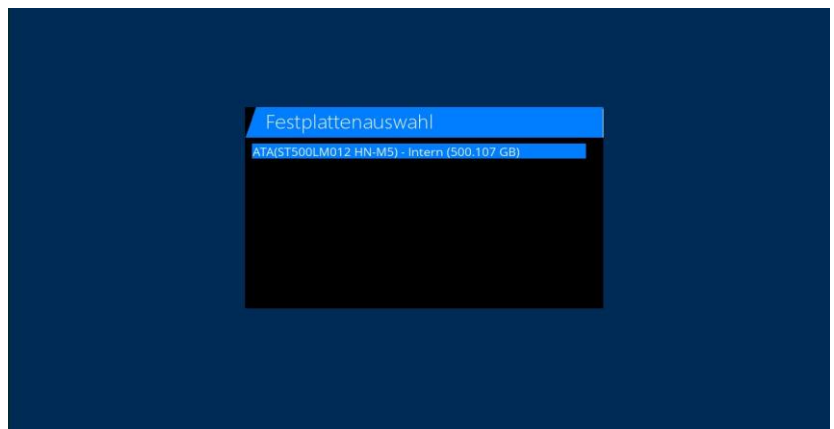 Festplattenauswahl
ATA(ST500LM012 HN-M5) - Intern (500.107 GB)